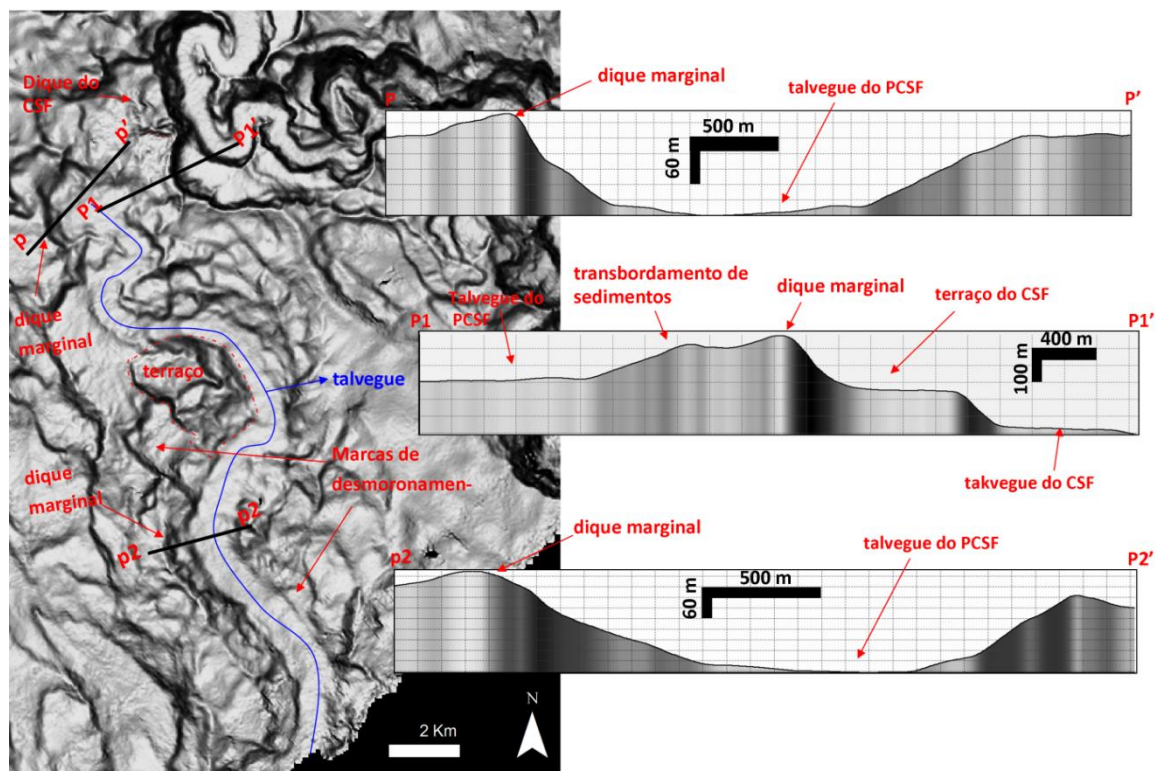 Dique do
CSF
p'
P1'
P1
p
dique
marginal
terraço
talvegue
Marcas de
desmoronamen-
dique
marginal
p2
p2
2 Km
N
dique marginal
talvegue do PCSF
P
P'
500 m
60 m
transbordamento de
sedimentos
dique marginal
Talvegue do
PCSF
terraço do CSF
P1
P1'
400 m
100 m
takvegue do CSF
dique marginal
talvegue do PCSF
p2
P2'
500 m
60 m